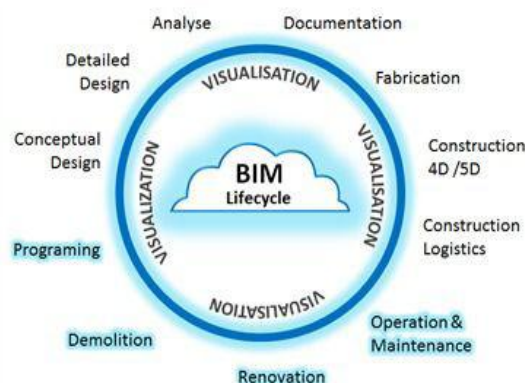 Analyse
Documentation
Detailed
Design
Fabrication
VISUALISATION
Conceptual
Design
VISUALIZATION
BIM
Lifecycle
VISUALISATION
Construction
4D /5D
Programing
Construction
Logistics
VISUALISATION
Demolition
Operation &
Maintenance
Renovation